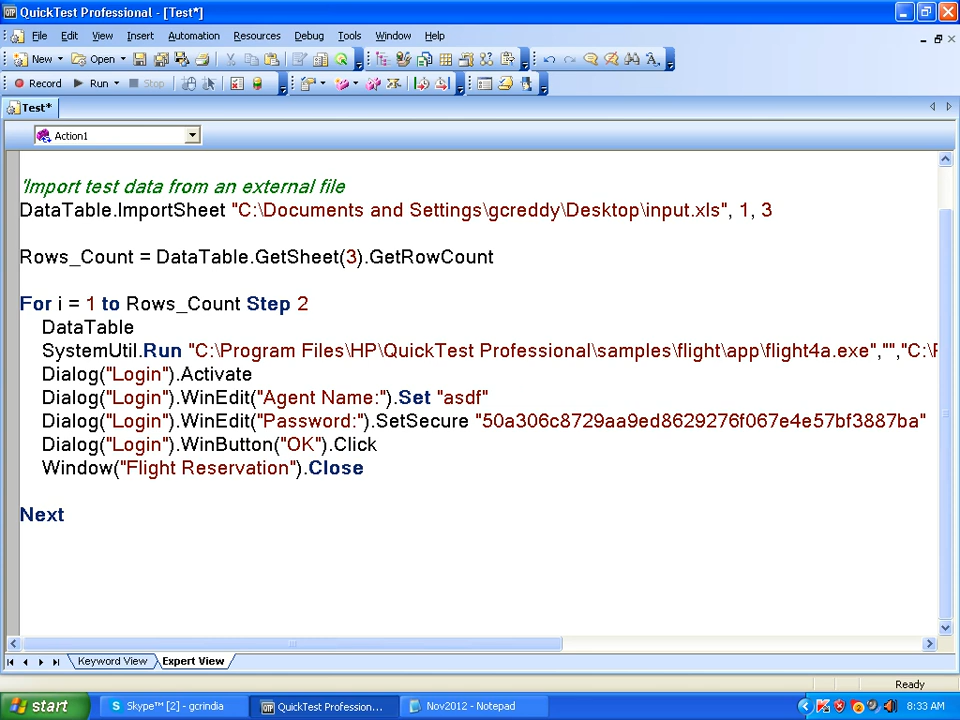 QuickTest Professional - [Test*]
File Edit View Insert Automation Resources Debug Tools Window Help
New Open
Record Run Stop
Test*
Action1
'Import test data from an external file
DataTable.ImportSheet "C:\Documents and Settings\gcreddy\Desktop\input.xls", 1, 3
Rows_Count = DataTable.GetSheet(3).GetRowCount
For i = 1 to Rows_Count Step 2
DataTable
SystemUtil.Run "C:\Program Files\HP\QuickTest Professional\samples\flight\app\flight4a.exe","","C:\
Dialog("Login").Activate
Dialog("Login").WinEdit("Agent Name:").Set "asdf"
Dialog("Login").WinEdit("Password:").SetSecure "50a306c8729aa9ed8629276f067e4e57bf3887ba"
Dialog("Login").WinButton("OK").Click
Window("Flight Reservation").Close
Next
Keyword View Expert View
Ready
start Skype™ [2] - gcrindia QuickTest Profession... Nov2012 - Notepad 8:33 AM